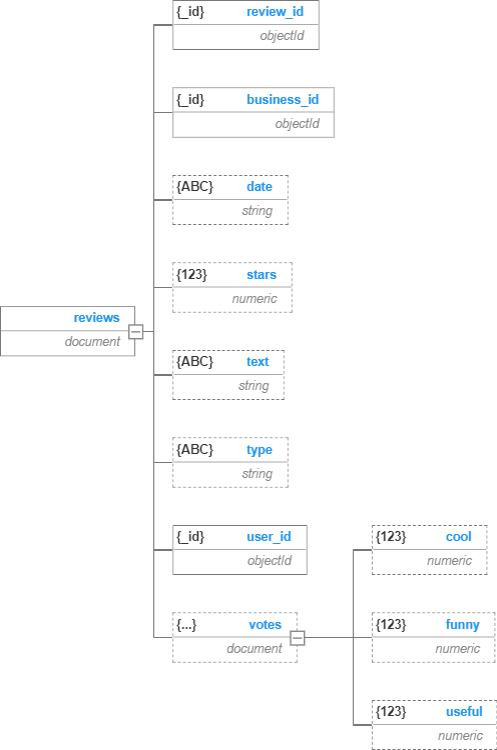 {_id} review_id
objectId
{_id} business_id
objectId
{ABC} date
string
{123} stars
numeric
reviews
document
{ABC} text
string
{ABC} type
string
{_id} user_id
objectId
{123} cool
numeric
{...} votes
document
{123} funny
numeric
{123} useful
numeric